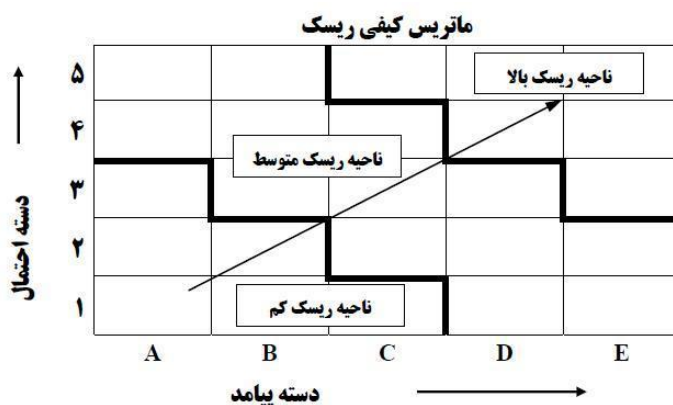 ماتریس کیفی ریسک
ناحیه ریسک بالا
ناحیه ریسک متوسط
ناحیه ریسک کم
دسته احتمال
۵
۴
۳
۲
۱
A B C D E
دسته پیامد